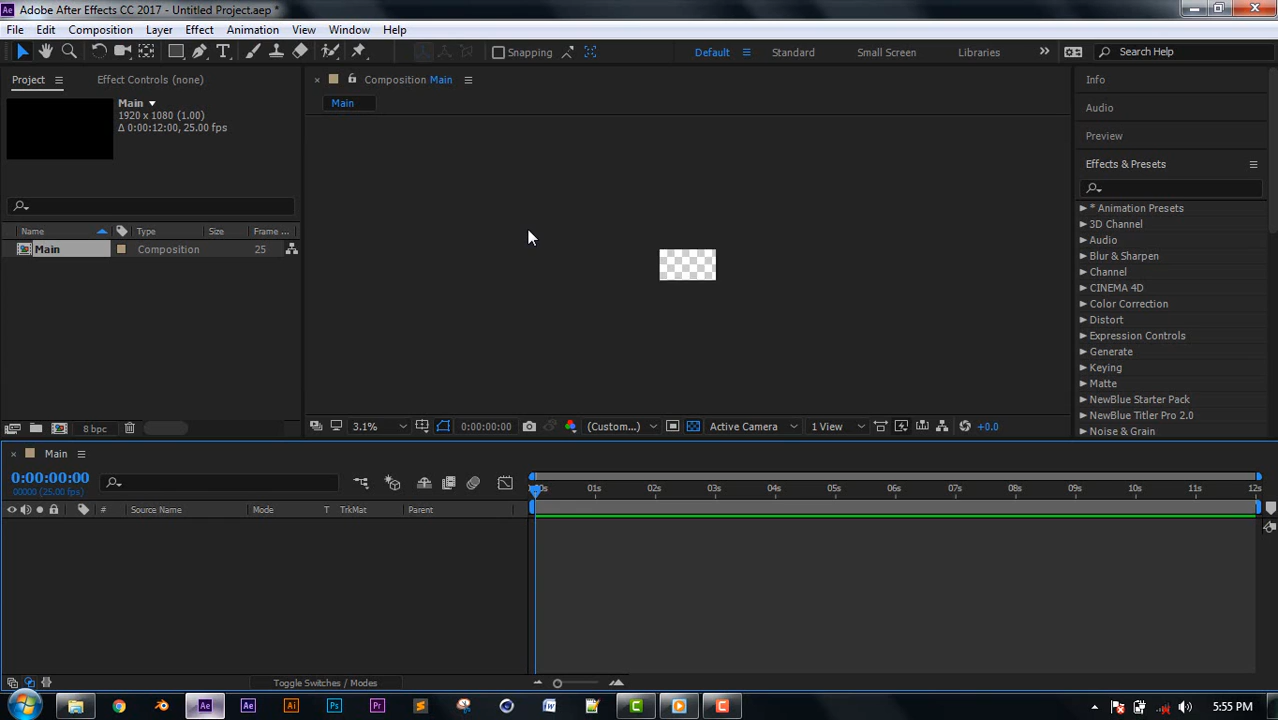 Adobe After Effects CC 2017 - Untitled Project.aep *
File Edit Composition Layer Effect Animation View Window Help
Snapping Default Standard Small Screen Libraries Search Help
Project Effect Controls (none)
Main
1920 x 1080 (1.00)
Δ 0:00:12:00, 25.00 fps
Name Type Size Frame ...
Main Composition 25
8 bpc
Composition Main
Main
3.1% 0:00:00:00 (Custom... Active Camera 1 View +0.0
Info
Audio
Preview
Effects & Presets
* Animation Presets
3D Channel
Audio
Blur & Sharpen
Channel
CINEMA 4D
Color Correction
Distort
Expression Controls
Generate
Keying
Matte
NewBlue Starter Pack
NewBlue Titler Pro 2.0
Noise & Grain
Main
0:00:00:00
00000 (25.00 fps)
01s 02s 03s 04s 05s 06s 07s 08s 09s 10s 11s 12s
# Source Name Mode T TrkMat Parent
Toggle Switches / Modes
5:55 PM